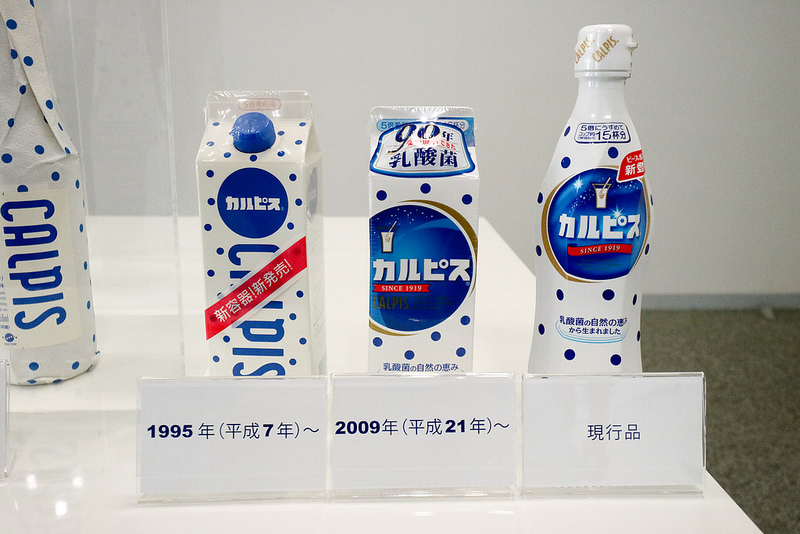 CALPIS
カルピス
CALPIS
新容器!新発売!
1995年(平成7年)〜
90年
乳酸菌
カルピス
SINCE 1919
CALPIS
乳酸菌の自然の恵み
2009年(平成21年)〜
CALPIS.
CALPIS.
5倍にうすめて
15杯分
カルピス
SINCE 1919
乳酸菌の自然の恵み
から生まれました
現行品